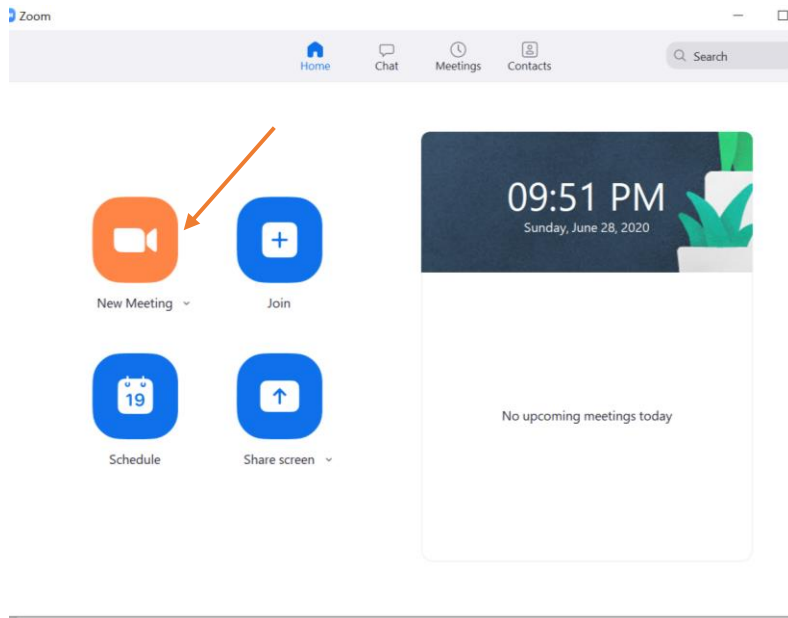 Zoom
Home Chat Meetings Contacts
Search
09:51 PM
Sunday, June 28, 2020
New Meeting Join
19
Schedule Share screen
No upcoming meetings today